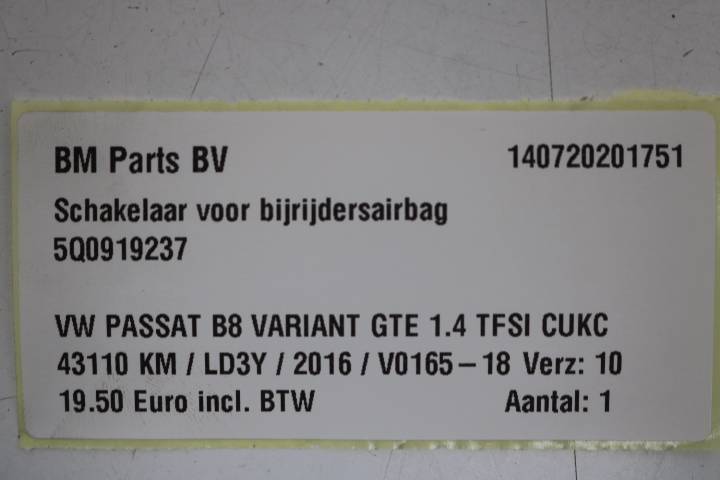 BM Parts BV 140720201751
Schakelaar voor bijrijdersairbag
5Q0919237
VW PASSAT B8 VARIANT GTE 1.4 TFSI CUKC
43110 KM / LD3Y / 2016 / V0165-18 Verz: 10
19.50 Euro incl. BTW Aantal: 1